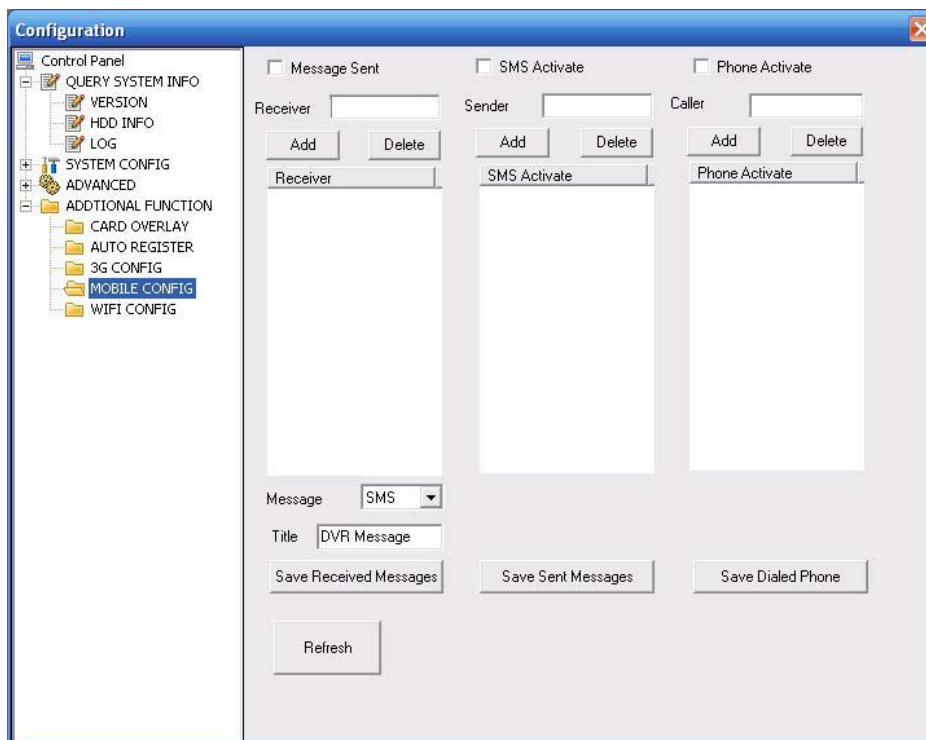 Configuration
Control Panel
QUERY SYSTEM INFO
VERSION
HDD INFO
LOG
SYSTEM CONFIG
ADVANCED
ADDTIONAL FUNCTION
CARD OVERLAY
AUTO REGISTER
3G CONFIG
MOBILE CONFIG
WIFI CONFIG
Message Sent
Receiver
Add Delete
Receiver
Message SMS
Title DVR Message
Save Received Messages
Refresh
SMS Activate
Sender
Add Delete
SMS Activate
Save Sent Messages
Phone Activate
Caller
Add Delete
Phone Activate
Save Dialed Phone